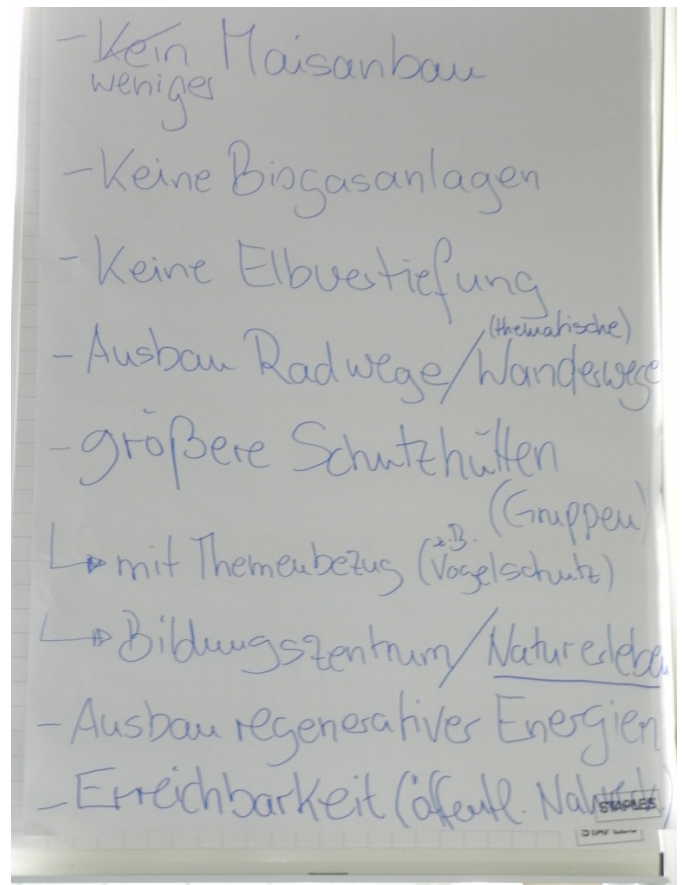 - Kein Maisanbau
weniger
- Keine Biogasanlagen
- Keine Elbvertiefung
(thematische)
- Ausbau Radwege/Wanderwege
- größere Schutzhütten
(Gruppen)
↳ mit Themenbezug (z.B. Vogelschutz)
↳ Bildungszentrum/Naturerleben
- Ausbau regenerativer Energien
- Erreichbarkeit (öffentl.
STAPLES
STAPLES